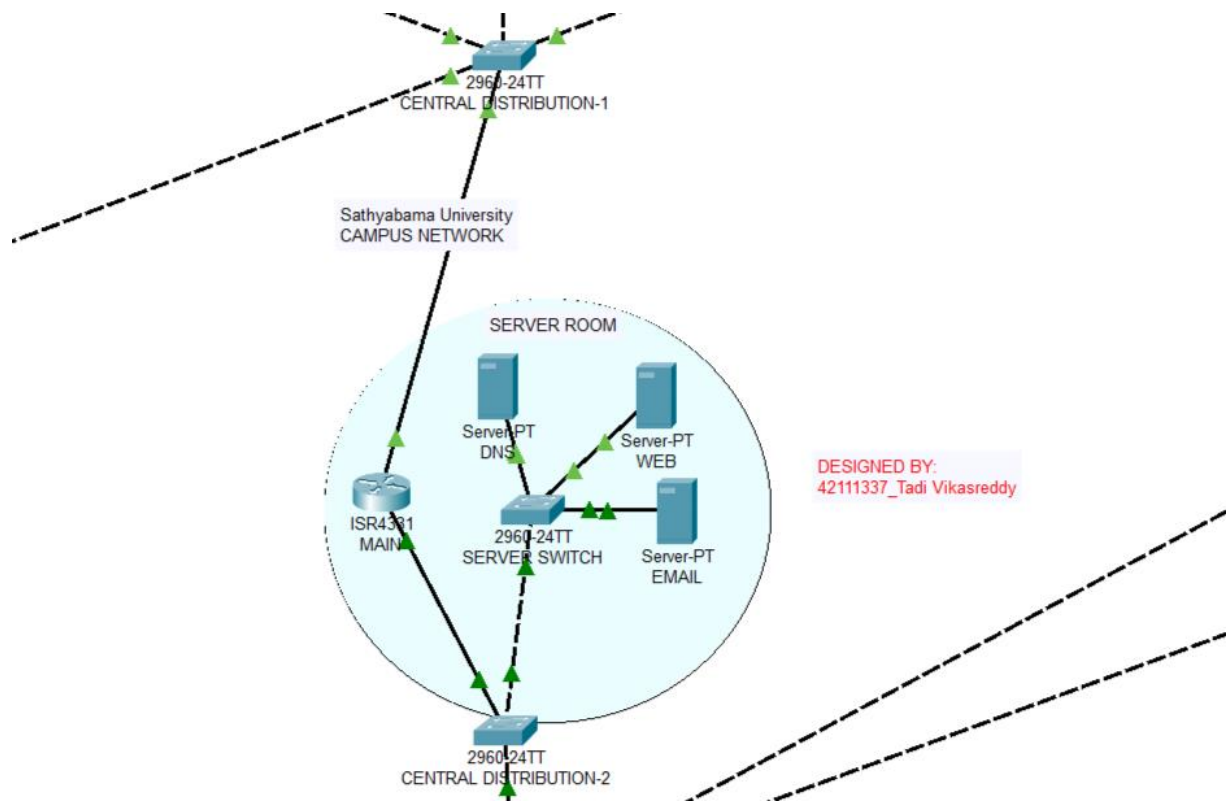 2960-24TT
CENTRAL DISTRIBUTION-1
Sathyabama University
CAMPUS NETWORK
SERVER ROOM
Server-PT
DNS
Server-PT
WEB
ISR4331
MAIN
2960-24TT
SERVER SWITCH
Server-PT
EMAIL
DESIGNED BY:
42111337_Tadi Vikasreddy
2960-24TT
CENTRAL DISTRIBUTION-2